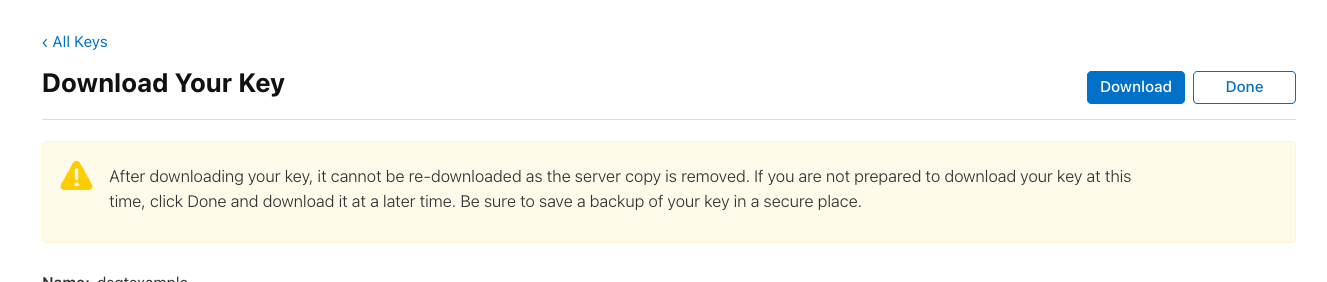 ‹ All Keys
Download Your Key
Download
Done
After downloading your key, it cannot be re-downloaded as the server copy is removed. If you are not prepared to download your key at this
time, click Done and download it at a later time. Be sure to save a backup of your key in a secure place.
Name: